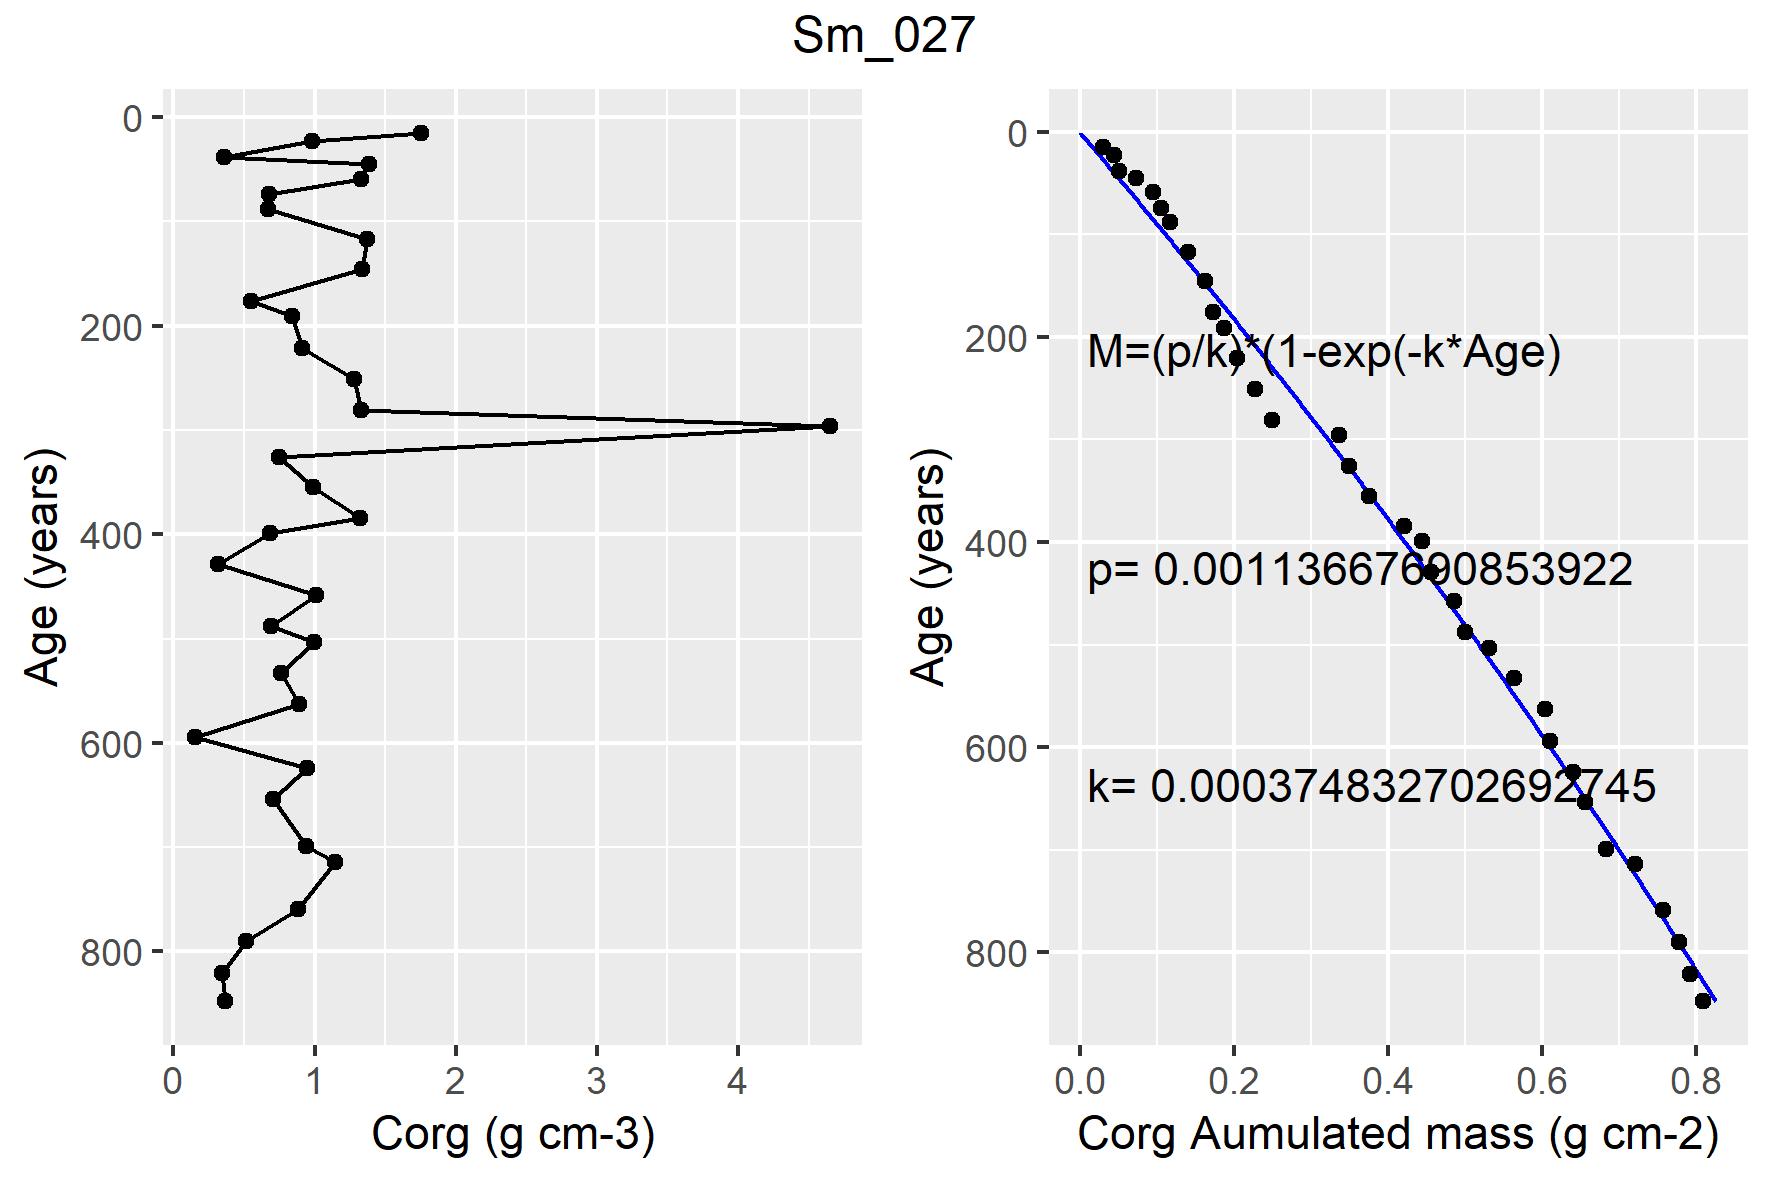 Sm_027
0
200
400
600
800
Age (years)
0 1 2 3 4
Corg (g cm-3)
0
200
400
600
800
Age (years)
M=(p/k)*(1-exp(-k*Age)
p= 0.00113667690853922
k= 0.000374832702692745
0.0 0.2 0.4 0.6 0.8
Corg Aumulated mass (g cm-2)